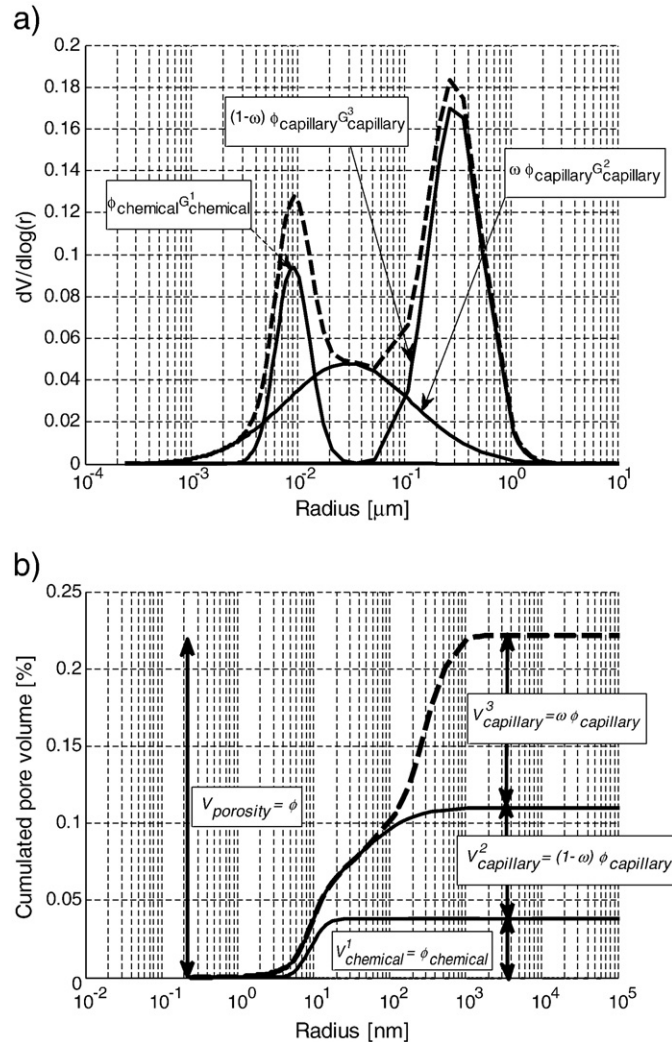 a)
0.2
0.18
0.16
0.14
0.12
0.1
0.08
0.06
0.04
0.02
0
dV/dlog(r)
(1-ω) ϕcapillaryG³capillary
ω ϕcapillaryG²capillary
ϕchemicalG¹chemical
10⁻⁴ 10⁻³ 10⁻² 10⁻¹ 10⁰ 10¹
Radius [μm]
b)
0.25
0.2
0.15
0.1
0.05
0
Cumulated pore volume [%]
V³capillary=ω ϕcapillary
Vporosity= ϕ
V²capillary=(1-ω) ϕcapillary
V¹chemical= ϕchemical
10⁻² 10⁻¹ 10⁰ 10¹ 10² 10³ 10⁴ 10⁵
Radius [nm]